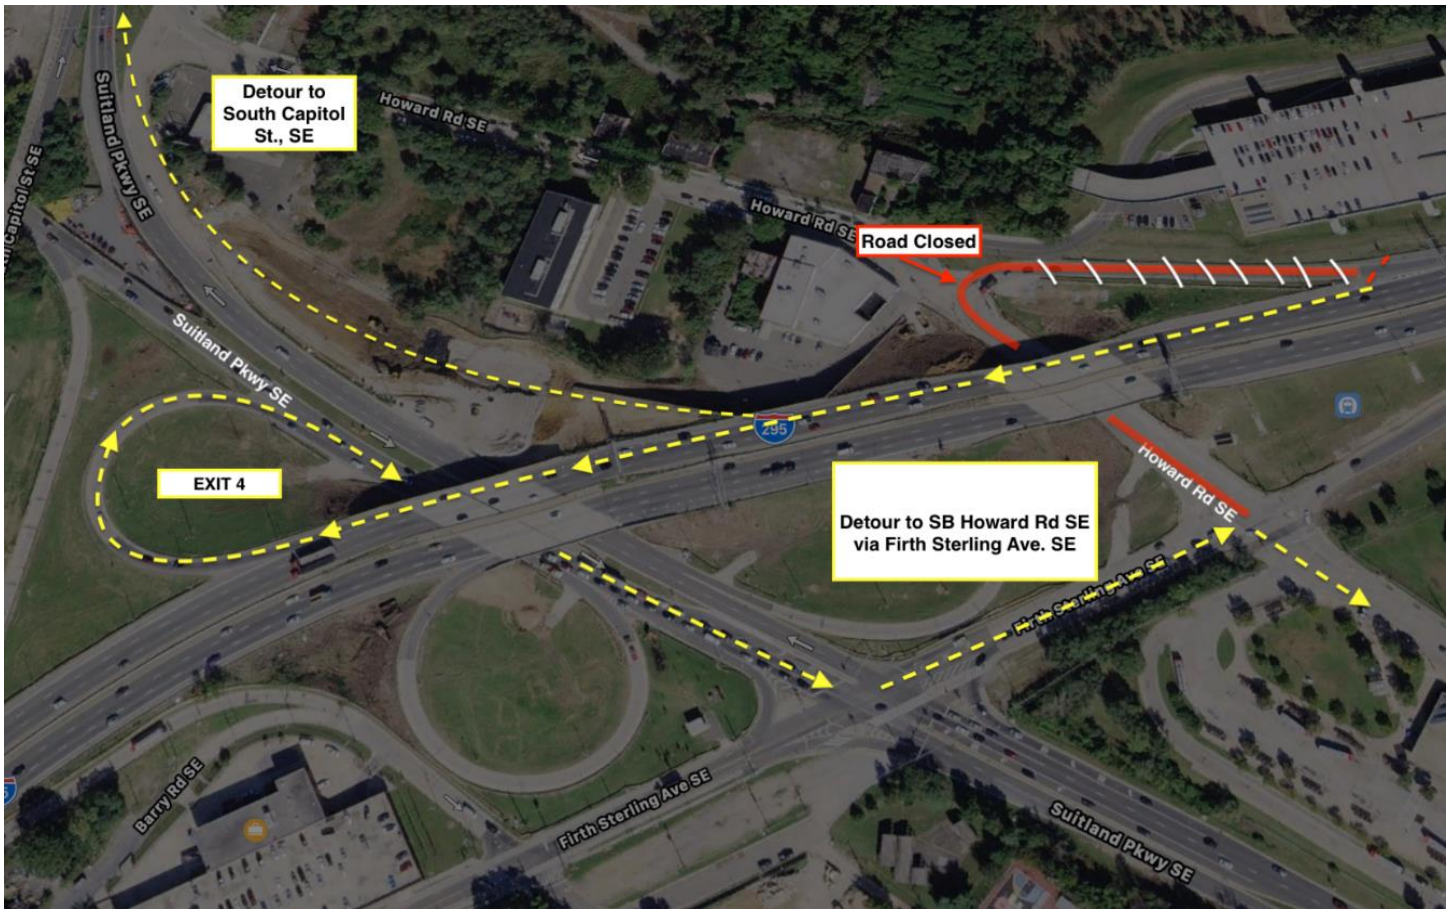 Detour to
South Capitol
St., SE
Howard Rd SE
Suitland Pkwy SE
Capitol St SE
Howard Rd SE
Road Closed
Suitland Pkwy SE
295
EXIT 4
Howard Rd SE
Detour to SB Howard Rd SE
via Firth Sterling Ave. SE
Firth Sterling Ave SE
Barry Rd SE
Firth Sterling Ave SE
Suitland Pkwy SE